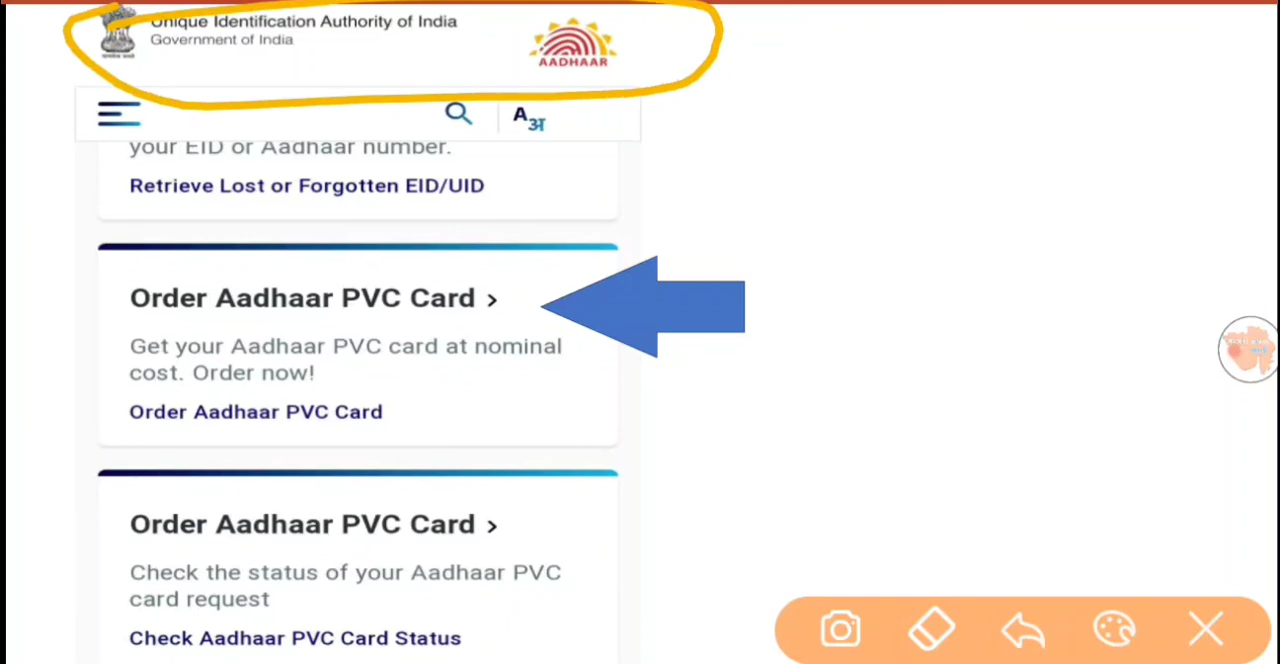 Unique Identification Authority of India
Government of India
AADHAAR
A अ
your EID or Aadhaar number.
Retrieve Lost or Forgotten EID/UID
Order Aadhaar PVC Card >
Get your Aadhaar PVC card at nominal
cost. Order now!
Order Aadhaar PVC Card
Order Aadhaar PVC Card >
Check the status of your Aadhaar PVC
card request
Check Aadhaar PVC Card Status